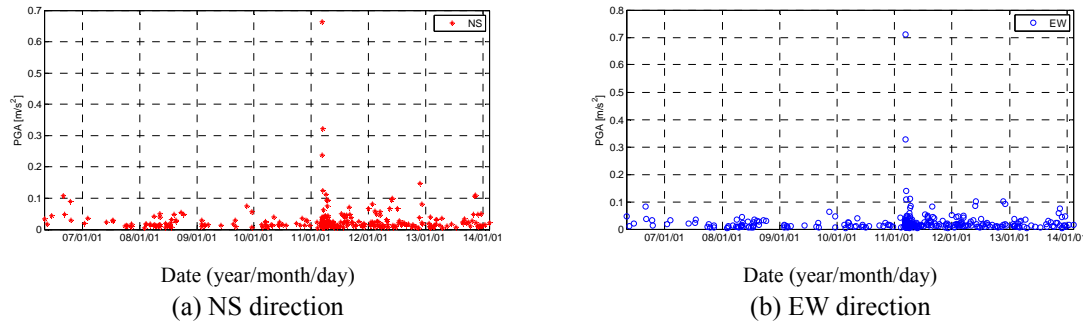 NS
0.7
0.6
0.5
0.4
0.3
0.2
0.1
0
PGA [m/s²]
07/01/01 08/01/01 09/01/01 10/01/01 11/01/01 12/01/01 13/01/01 14/01/01
Date (year/month/day)
(a) NS direction
EW
0.8
0.7
0.6
0.5
0.4
0.3
0.2
0.1
0
PGA [m/s²]
07/01/01 08/01/01 09/01/01 10/01/01 11/01/01 12/01/01 13/01/01 14/01/01
Date (year/month/day)
(b) EW direction